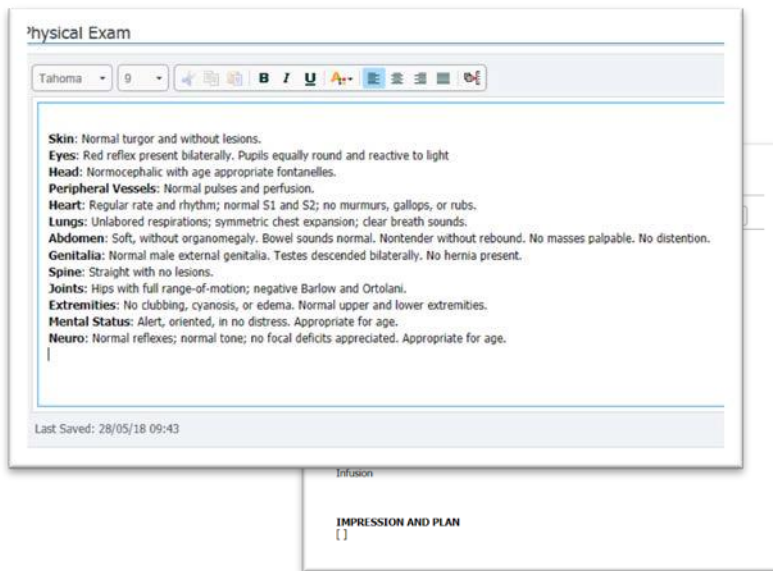 Physical Exam
Tahoma 9 B I U A
Skin: Normal turgor and without lesions.
Eyes: Red reflex present bilaterally. Pupils equally round and reactive to light
Head: Normocephalic with age appropriate fontanelles.
Peripheral Vessels: Normal pulses and perfusion.
Heart: Regular rate and rhythm; normal S1 and S2; no murmurs, gallops, or rubs.
Lungs: Unlabored respirations; symmetric chest expansion; clear breath sounds.
Abdomen: Soft, without organomegaly. Bowel sounds normal. Nontender without rebound. No masses palpable. No distention.
Genitalia: Normal male external genitalia. Testes descended bilaterally. No hernia present.
Spine: Straight with no lesions.
Joints: Hips with full range-of-motion; negative Barlow and Ortolani.
Extremities: No clubbing, cyanosis, or edema. Normal upper and lower extremities.
Mental Status: Alert, oriented, in no distress. Appropriate for age.
Neuro: Normal reflexes; normal tone; no focal deficits appreciated. Appropriate for age.
Last Saved: 28/05/18 09:43
Infusion
IMPRESSION AND PLAN
[ ]